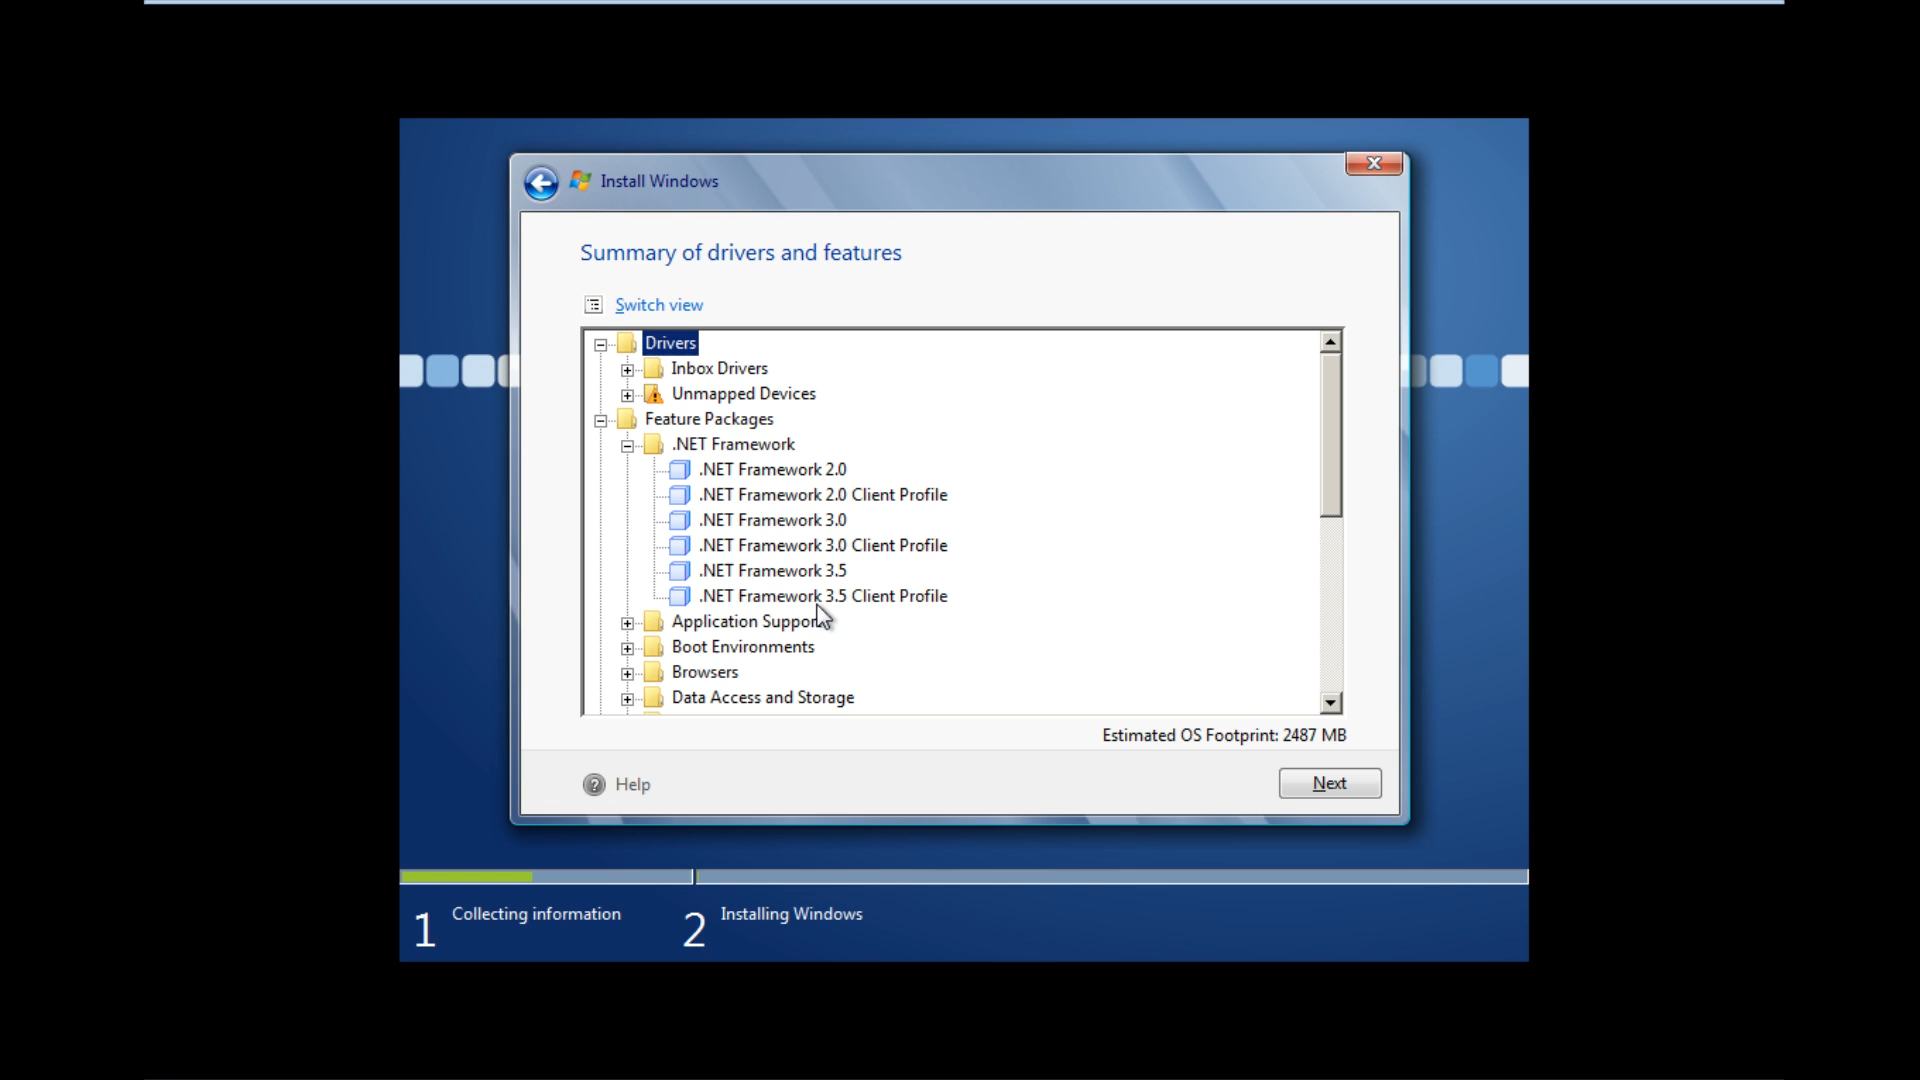 Install Windows
Summary of drivers and features
Switch view
Drivers
Inbox Drivers
Unmapped Devices
Feature Packages
.NET Framework
.NET Framework 2.0
.NET Framework 2.0 Client Profile
.NET Framework 3.0
.NET Framework 3.0 Client Profile
.NET Framework 3.5
.NET Framework 3.5 Client Profile
Application Support
Boot Environments
Browsers
Data Access and Storage
Estimated OS Footprint: 2487 MB
Help
Next
1 Collecting information
2 Installing Windows